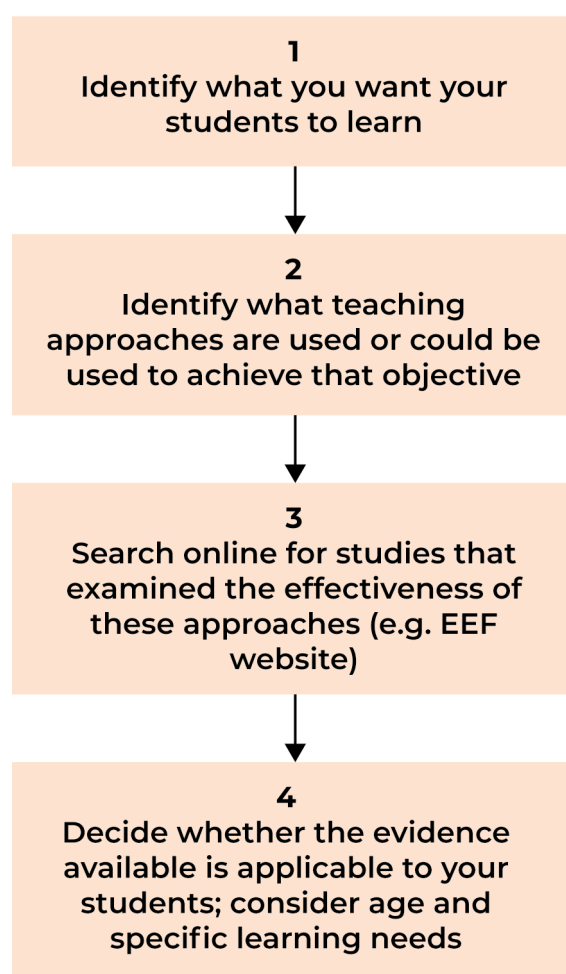 1
Identify what you want your
students to learn
2
Identify what teaching
approaches are used or could be
used to achieve that objective
3
Search online for studies that
examined the effectiveness of
these approaches (e.g. EEF
website)
4
Decide whether the evidence
available is applicable to your
students; consider age and
specific learning needs